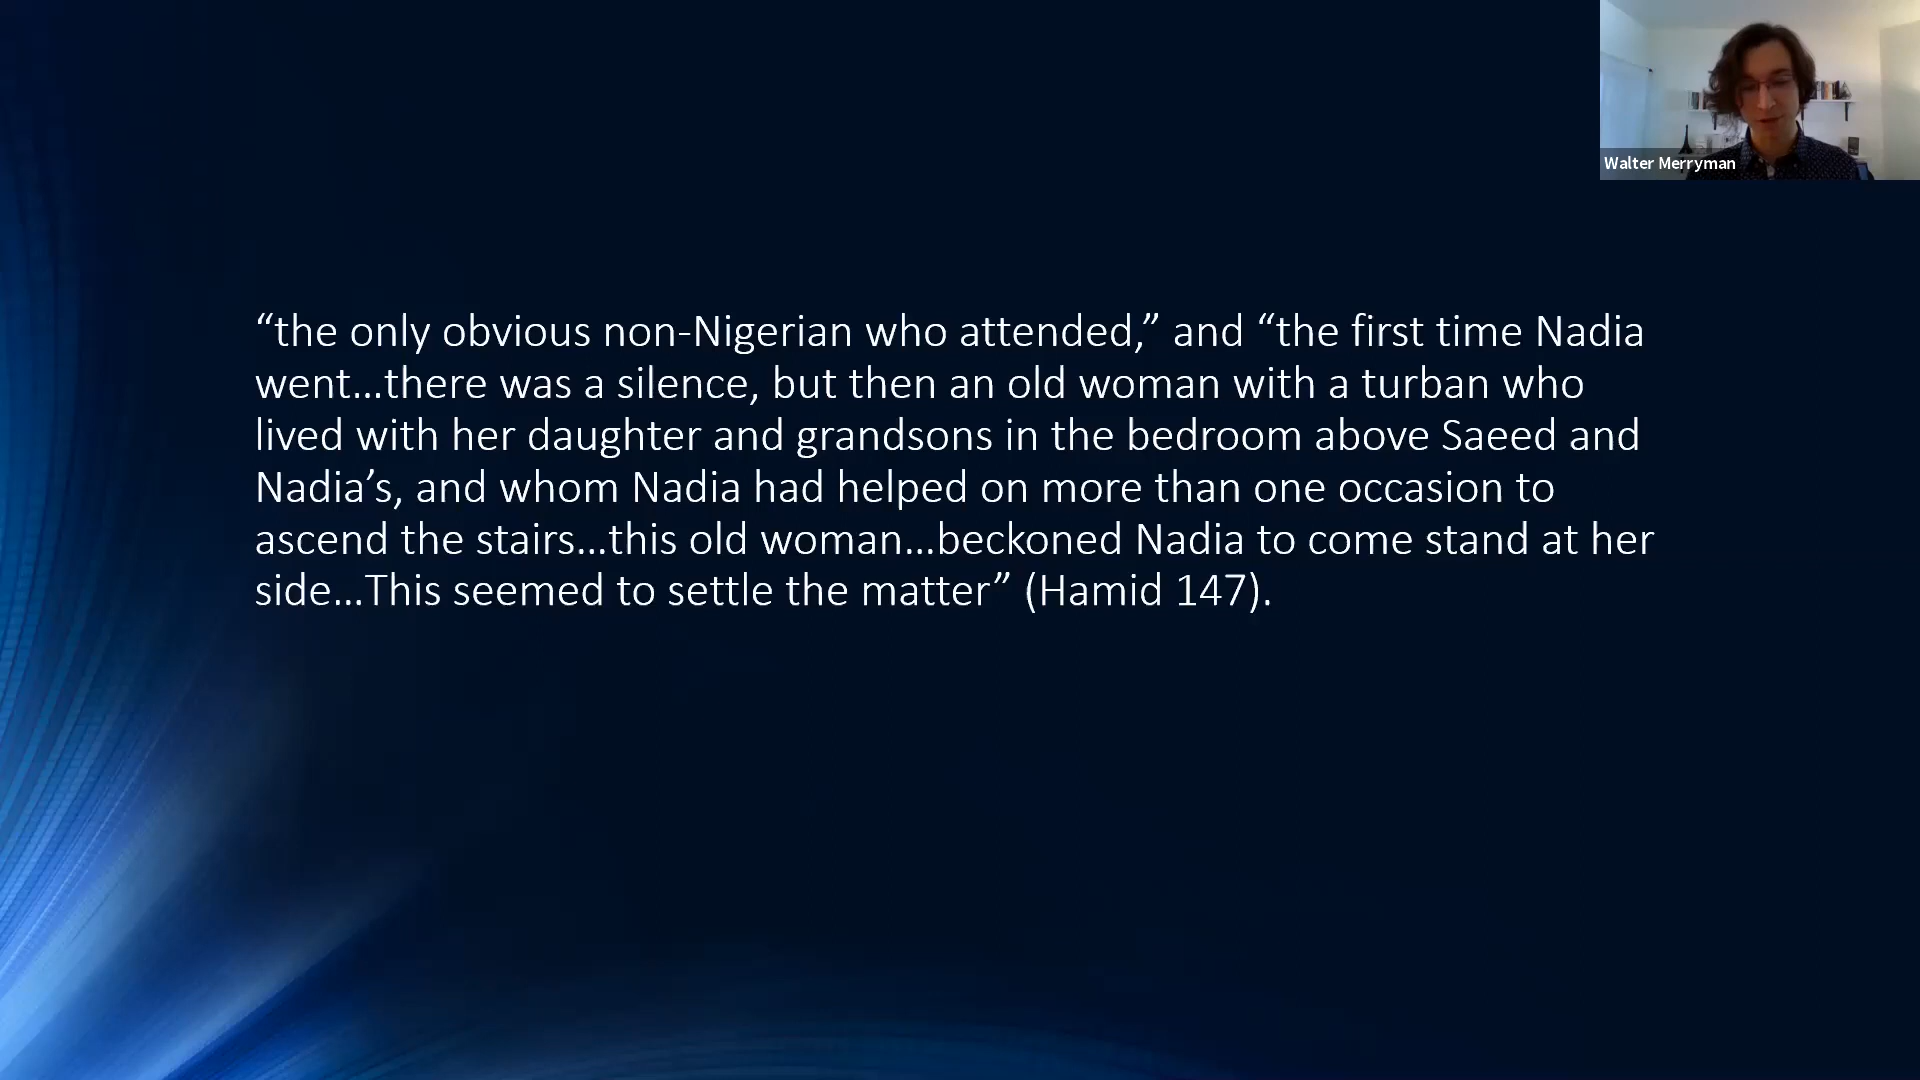 Walter Merryman
“the only obvious non-Nigerian who attended,” and “the first time Nadia
went…there was a silence, but then an old woman with a turban who
lived with her daughter and grandsons in the bedroom above Saeed and
Nadia’s, and whom Nadia had helped on more than one occasion to
ascend the stairs…this old woman…beckoned Nadia to come stand at her
side…This seemed to settle the matter” (Hamid 147).